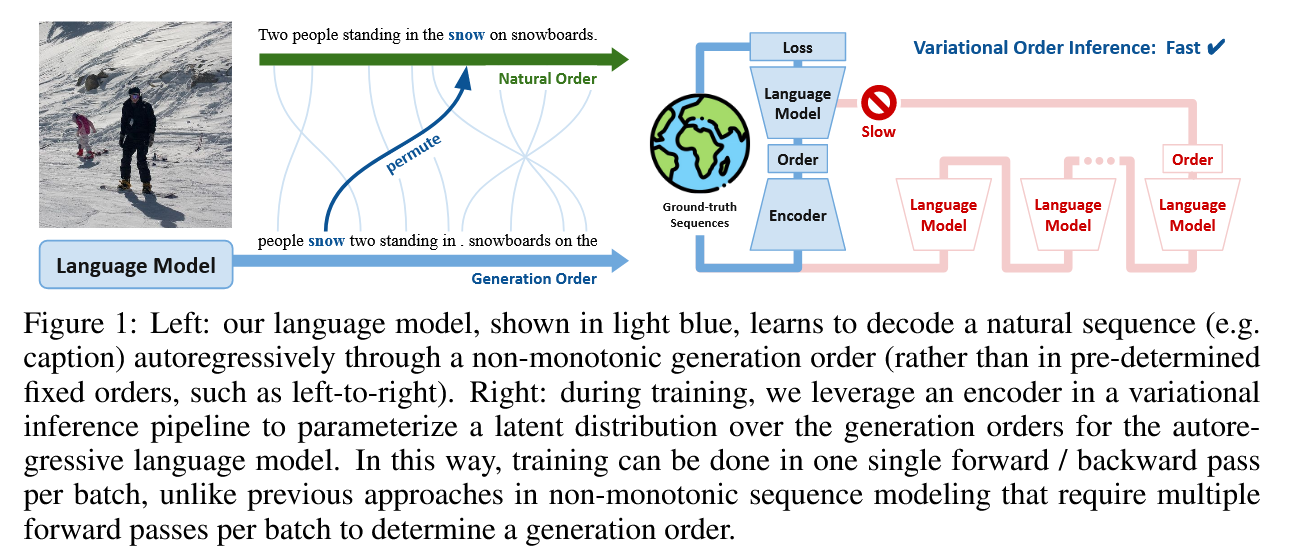 Two people standing in the snow on snowboards.
Natural Order
permute
people snow two standing in . snowboards on the
Language Model
Generation Order
Variational Order Inference: Fast ✔
Loss
Language
Model
Order
Encoder
Ground-truth
Sequences
Slow
Order
Language
Model
Language
Model
Language
Model
Figure 1: Left: our language model, shown in light blue, learns to decode a natural sequence (e.g.
caption) autoregressively through a non-monotonic generation order (rather than in pre-determined
fixed orders, such as left-to-right). Right: during training, we leverage an encoder in a variational
inference pipeline to parameterize a latent distribution over the generation orders for the autore-
gressive language model. In this way, training can be done in one single forward / backward pass
per batch, unlike previous approaches in non-monotonic sequence modeling that require multiple
forward passes per batch to determine a generation order.